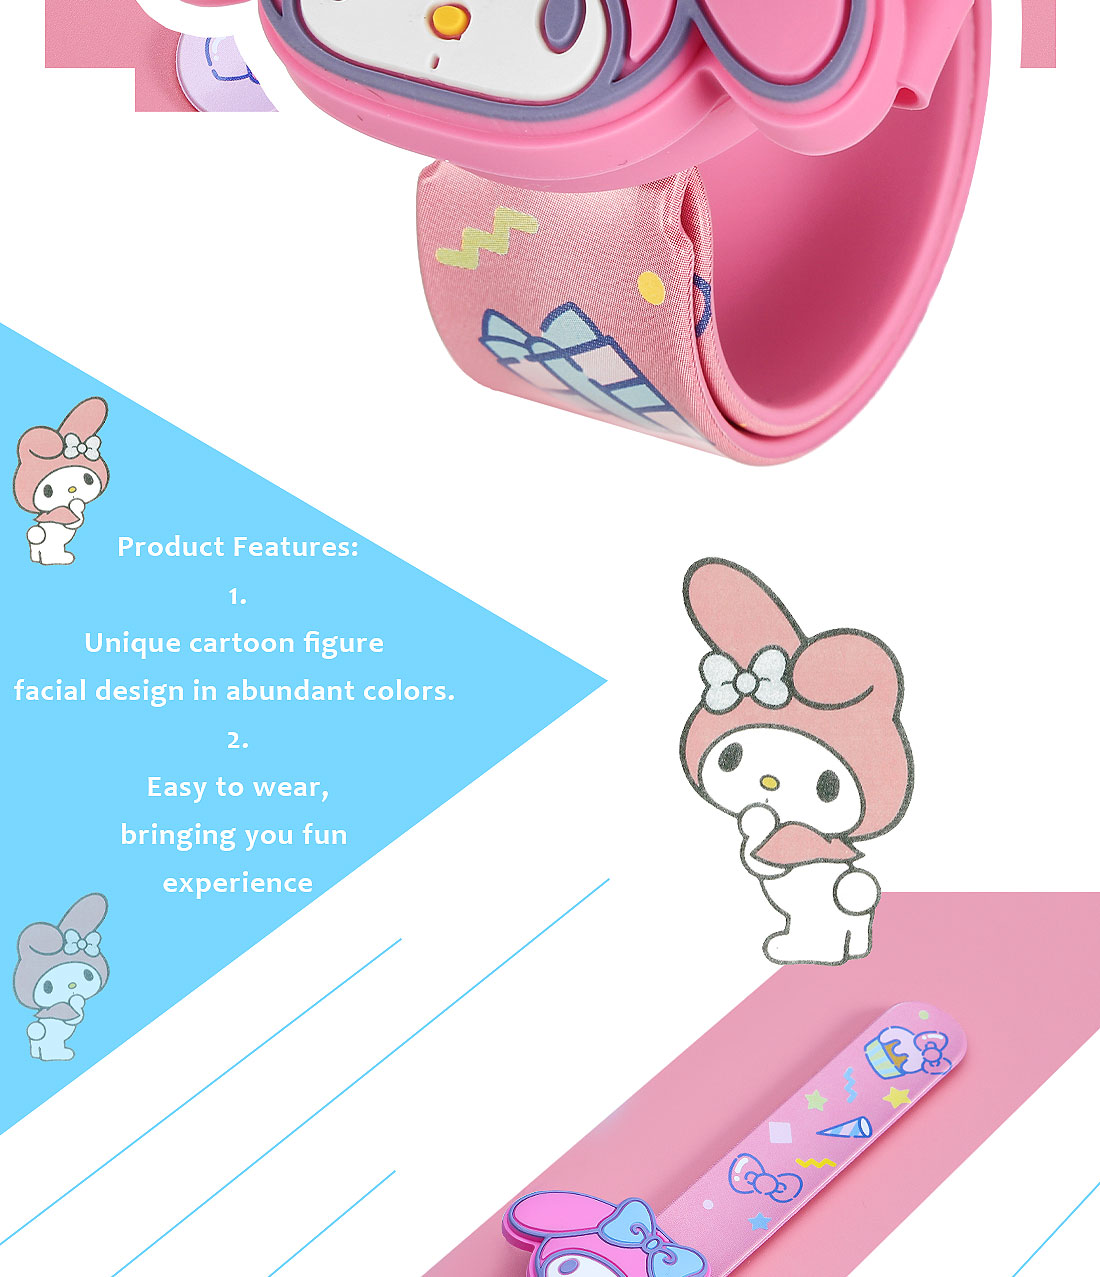 Product Features:
1.
Unique cartoon figure
facial design in abundant colors.
2.
Easy to wear,
bringing you fun
experience